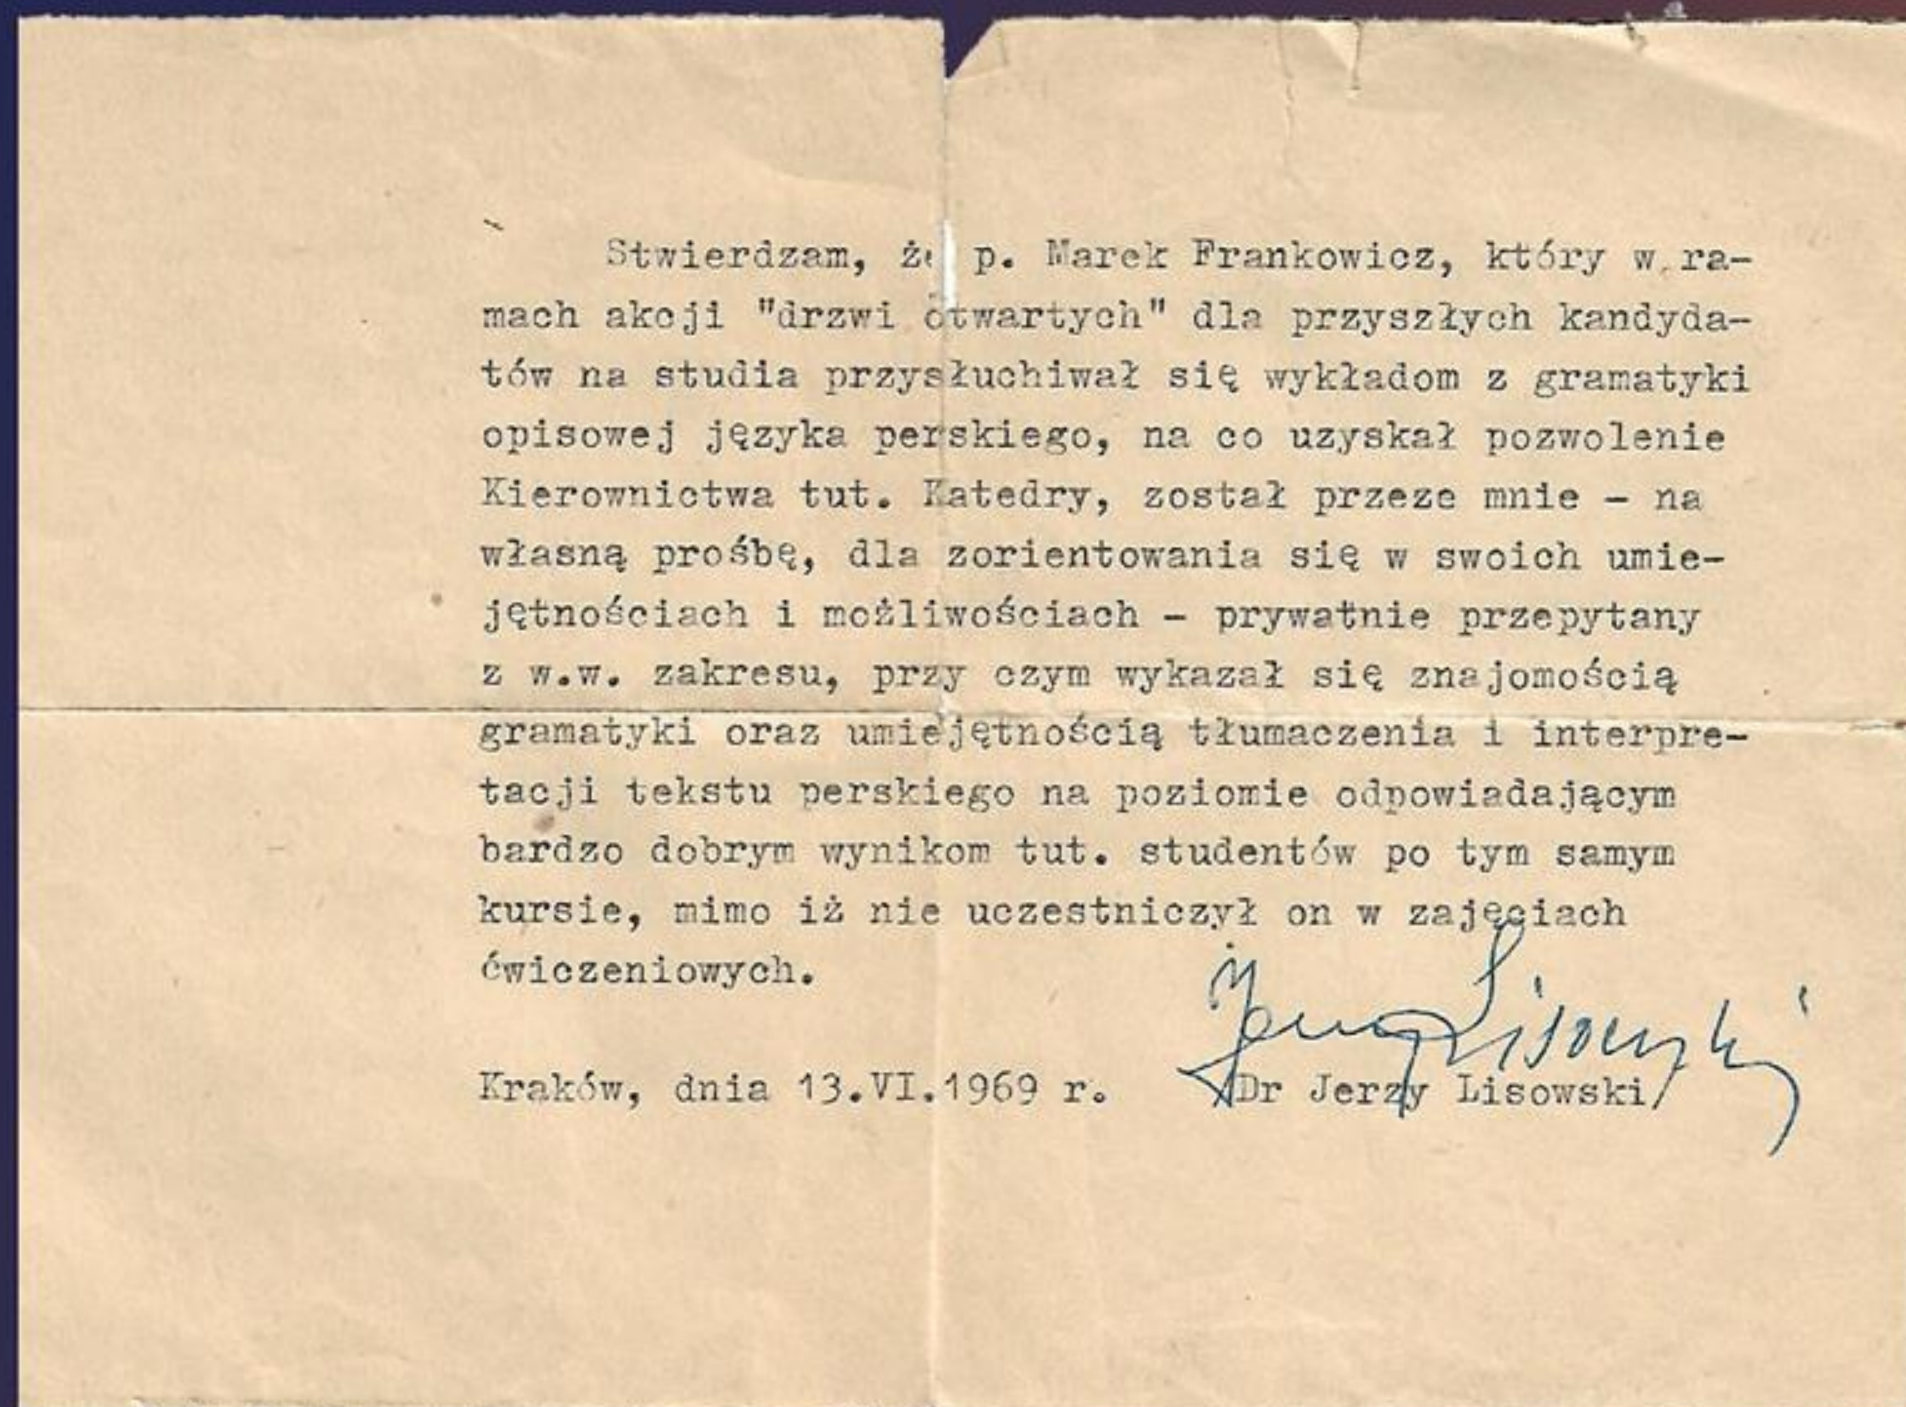 Stwierdzam, że p. Marek Frankowicz, który w ra-
mach akcji "drzwi otwartych" dla przyszłych kandyda-
tów na studia przysłuchiwał się wykładom z gramatyki
opisowej języka perskiego, na co uzyskał pozwolenie
Kierownictwa tut. Katedry, został przeze mnie - na
własną prośbę, dla zorientowania się w swoich umie-
jętnościach i możliwościach - prywatnie przepytany
z w.w. zakresu, przy czym wykazał się znajomością
gramatyki oraz umiejętnością tłumaczenia i interpre-
tacji tekstu perskiego na poziomie odpowiadającym
bardzo dobrym wynikom tut. studentów po tym samym
kursie, mimo iż nie uczestniczył on w zajęciach
ćwiczeniowych.
Jerzy Lisowski
Kraków, dnia 13.VI.1969 r. /Dr Jerzy Lisowski/